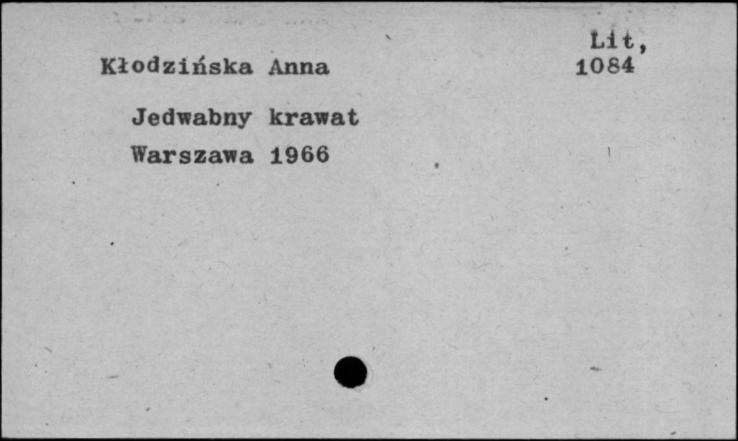 Lit,
Kłodzińska Anna 1084
Jedwabny krawat
Warszawa 1966